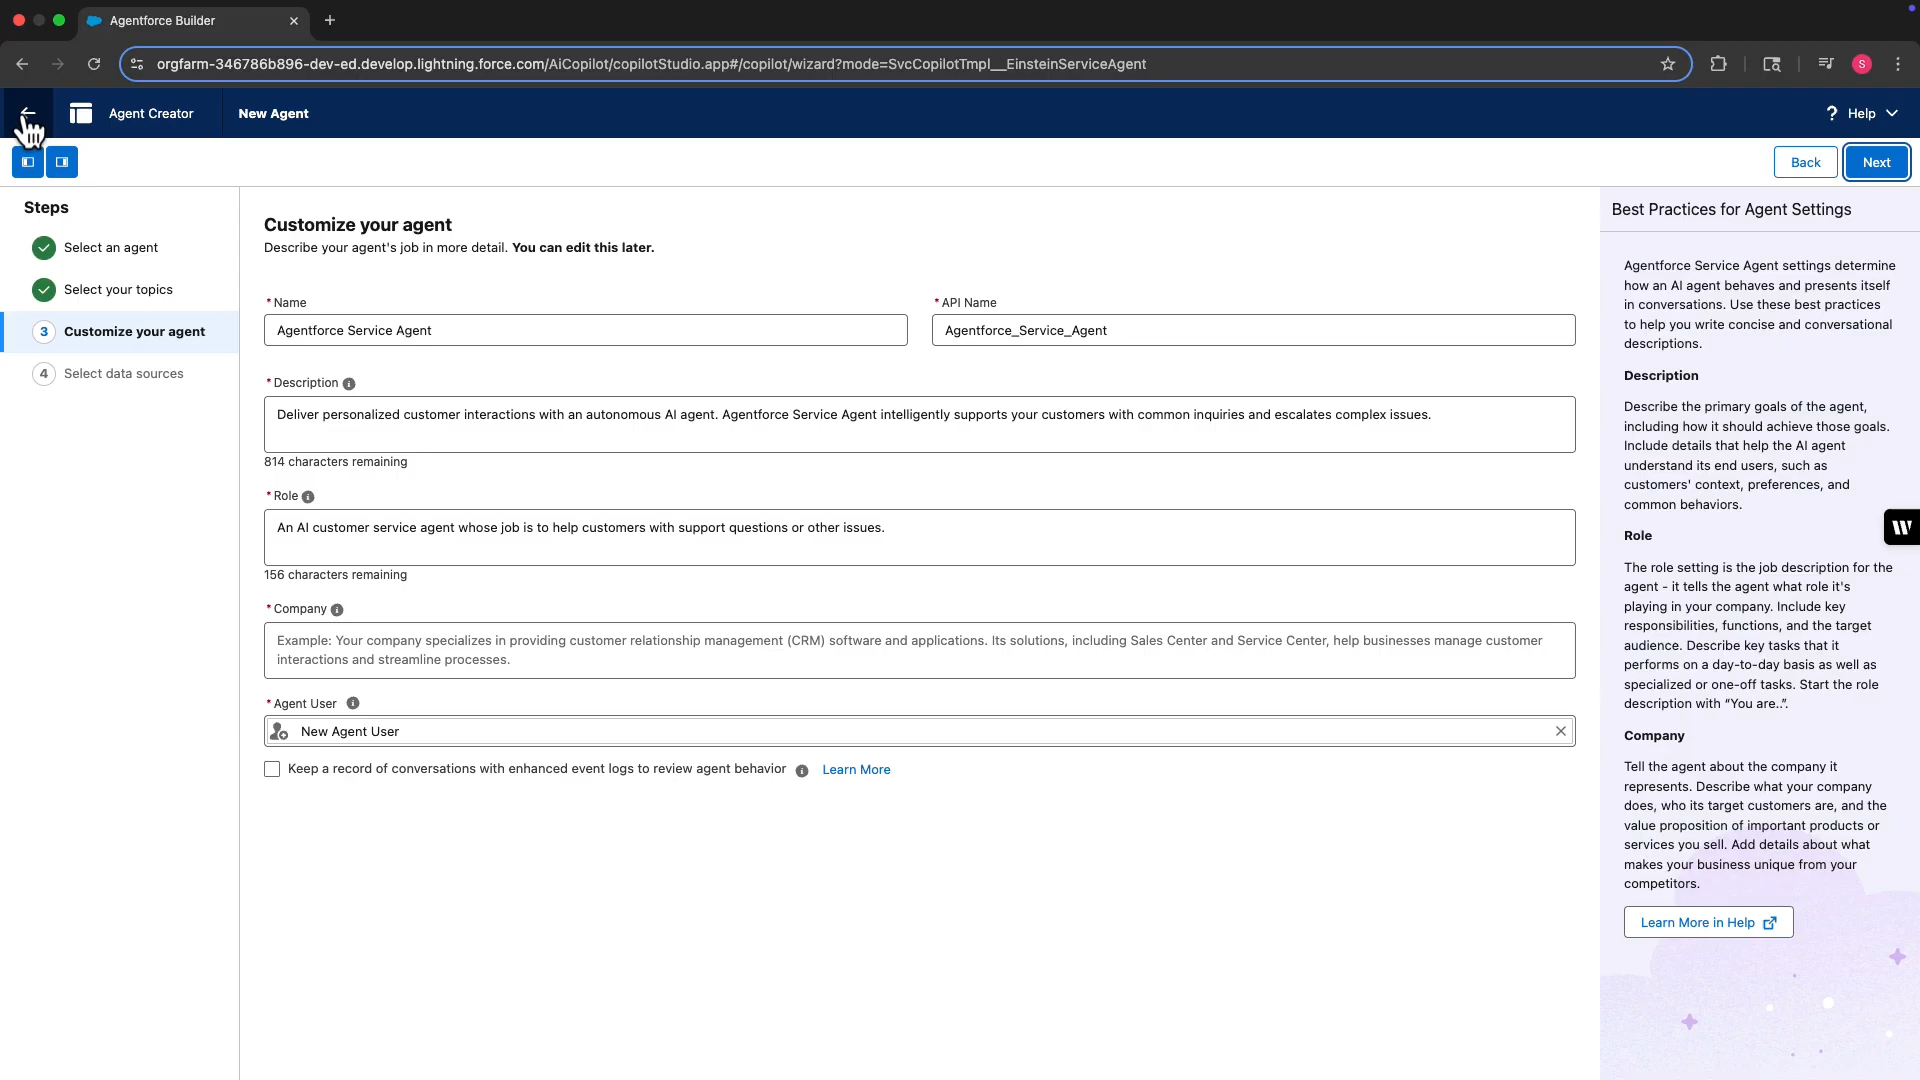 Agentforce Builder
orgfarm-346786b896-dev-ed.develop.lightning.force.com/AiCopilot/copilotStudio.app#/copilot/wizard?mode=SvcCopilotTmpl__EinsteinServiceAgent
S
Agent Creator
New Agent
? Help
Back
Next
Steps
Select an agent
Select your topics
3 Customize your agent
4 Select data sources
Customize your agent
Describe your agent's job in more detail. You can edit this later.
* Name
Agentforce Service Agent
* API Name
Agentforce_Service_Agent
* Description
Deliver personalized customer interactions with an autonomous AI agent. Agentforce Service Agent intelligently supports your customers with common inquiries and escalates complex issues.
814 characters remaining
* Role
An AI customer service agent whose job is to help customers with support questions or other issues.
156 characters remaining
* Company
Example: Your company specializes in providing customer relationship management (CRM) software and applications. Its solutions, including Sales Center and Service Center, help businesses manage customer
interactions and streamline processes.
* Agent User
New Agent User
Keep a record of conversations with enhanced event logs to review agent behavior
Learn More
Best Practices for Agent Settings
Agentforce Service Agent settings determine
how an AI agent behaves and presents itself
in conversations. Use these best practices
to help you write concise and conversational
descriptions.
Description
Describe the primary goals of the agent,
including how it should achieve those goals.
Include details that help the AI agent
understand its end users, such as
customers' context, preferences, and
common behaviors.
Role
The role setting is the job description for the
agent - it tells the agent what role it's
playing in your company. Include key
responsibilities, functions, and the target
audience. Describe key tasks that it
performs on a day-to-day basis as well as
specialized or one-off tasks. Start the role
description with “You are..”.
Company
Tell the agent about the company it
represents. Describe what your company
does, who its target customers are, and the
value proposition of important products or
services you sell. Add details about what
makes your business unique from your
competitors.
Learn More in Help